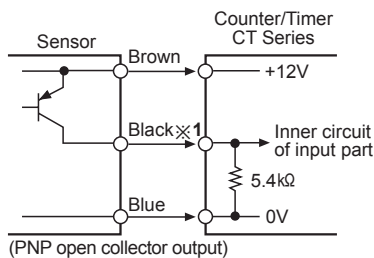 Counter/Timer
CT Series
Sensor
Brown
+12V
Black※1
Inner circuit
of input part
5.4kΩ
Blue
0V
(PNP open collector output)